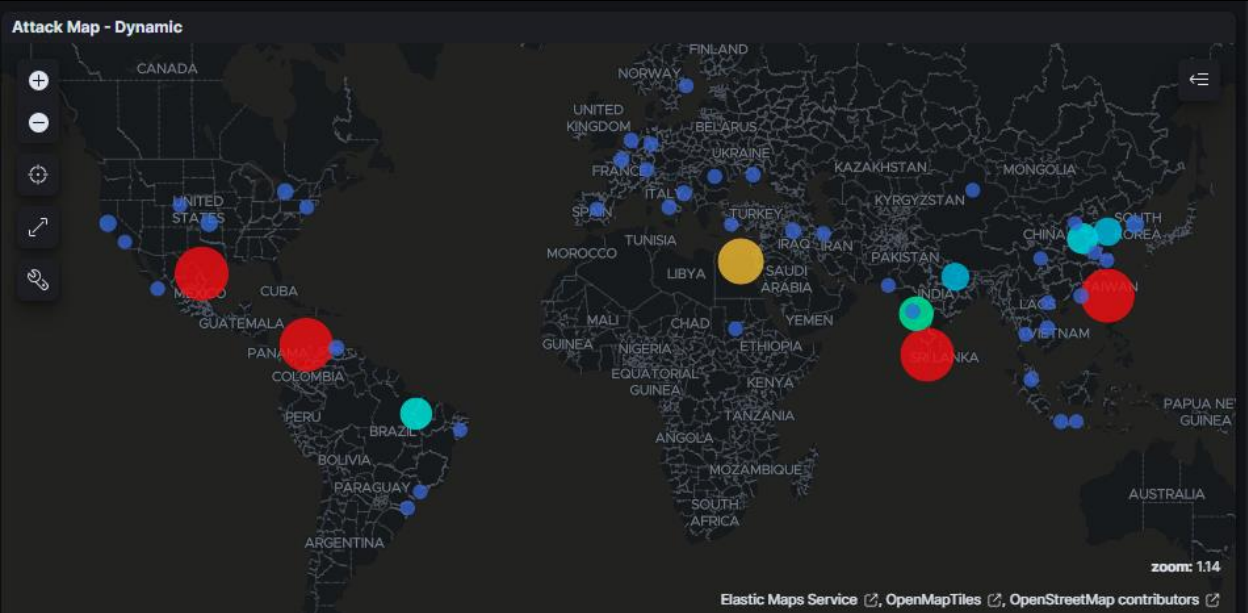 Attack Map - Dynamic
FINLAND
CANADA
NORWAY
UNITED
KINGDOM
BELARUS
UKRAINE
FRANCE
KAZAKHSTAN
MONGOLIA
ITALY
UNITED
STATES
KYRGYZSTAN
SPAIN
TURKEY
SOUTH
KOREA
CHINA
TUNISIA
IRAQ
IRAN
MOROCCO
PAKISTAN
LIBYA
SAUDI
ARABIA
MEXICO
CUBA
INDIA
TAIWAN
LAOS
GUATEMALA
MALI
CHAD
YEMEN
VIETNAM
GUINEA
NIGERIA
ETHIOPIA
PANAMA
SRI LANKA
COLOMBIA
EQUATORIAL
GUINEA
KENYA
PERU
TANZANIA
PAPUA NE
GUINEA
BRAZIL
ANGOLA
BOLIVIA
MOZAMBIQUE
PARAGUAY
AUSTRALIA
SOUTH
AFRICA
ARGENTINA
zoom: 1.14
Elastic Maps Service , OpenMapTiles , OpenStreetMap contributors